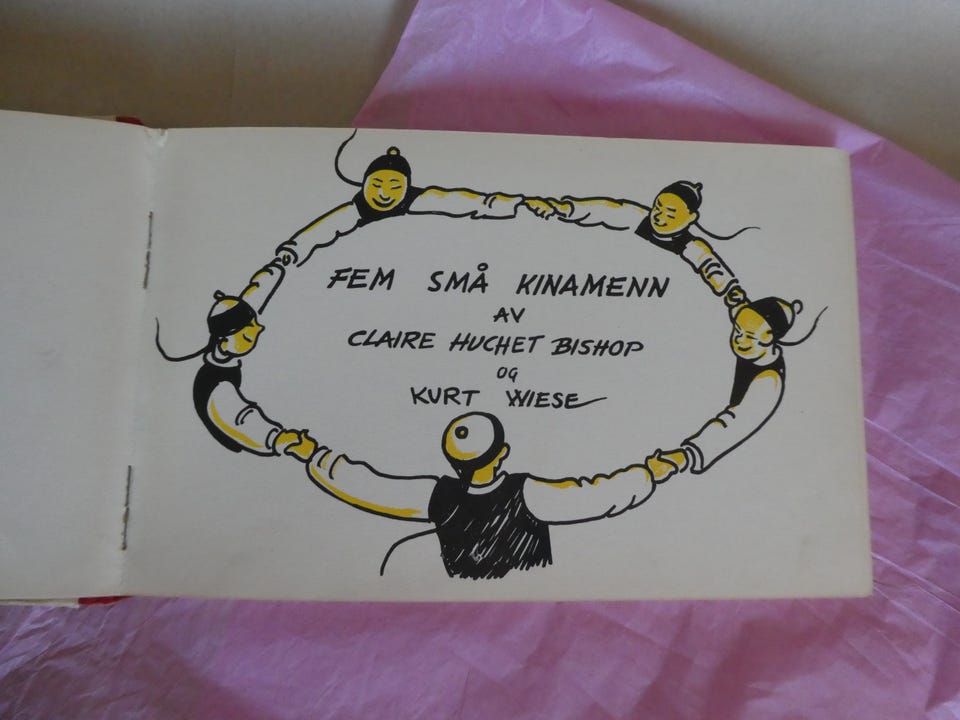 FEM SMÅ KINAMENN
AV
CLAIRE HUCHET BISHOP
OG
KURT WIESE